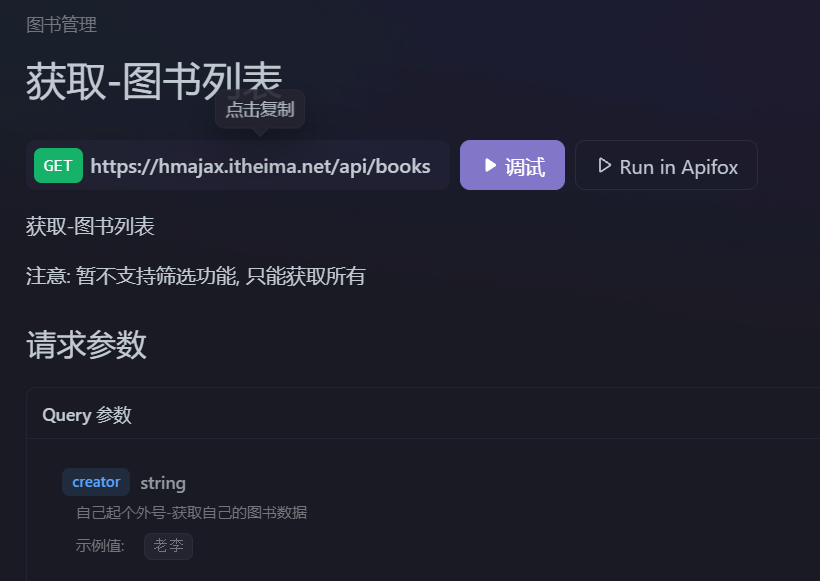 图书管理
获取-图书列表
点击复制
GET https://hmajax.itheima.net/api/books 调试 Run in Apifox
获取-图书列表
注意: 暂不支持筛选功能, 只能获取所有
请求参数
Query 参数
creator string
自己起个外号-获取自己的图书数据
示例值: 老李